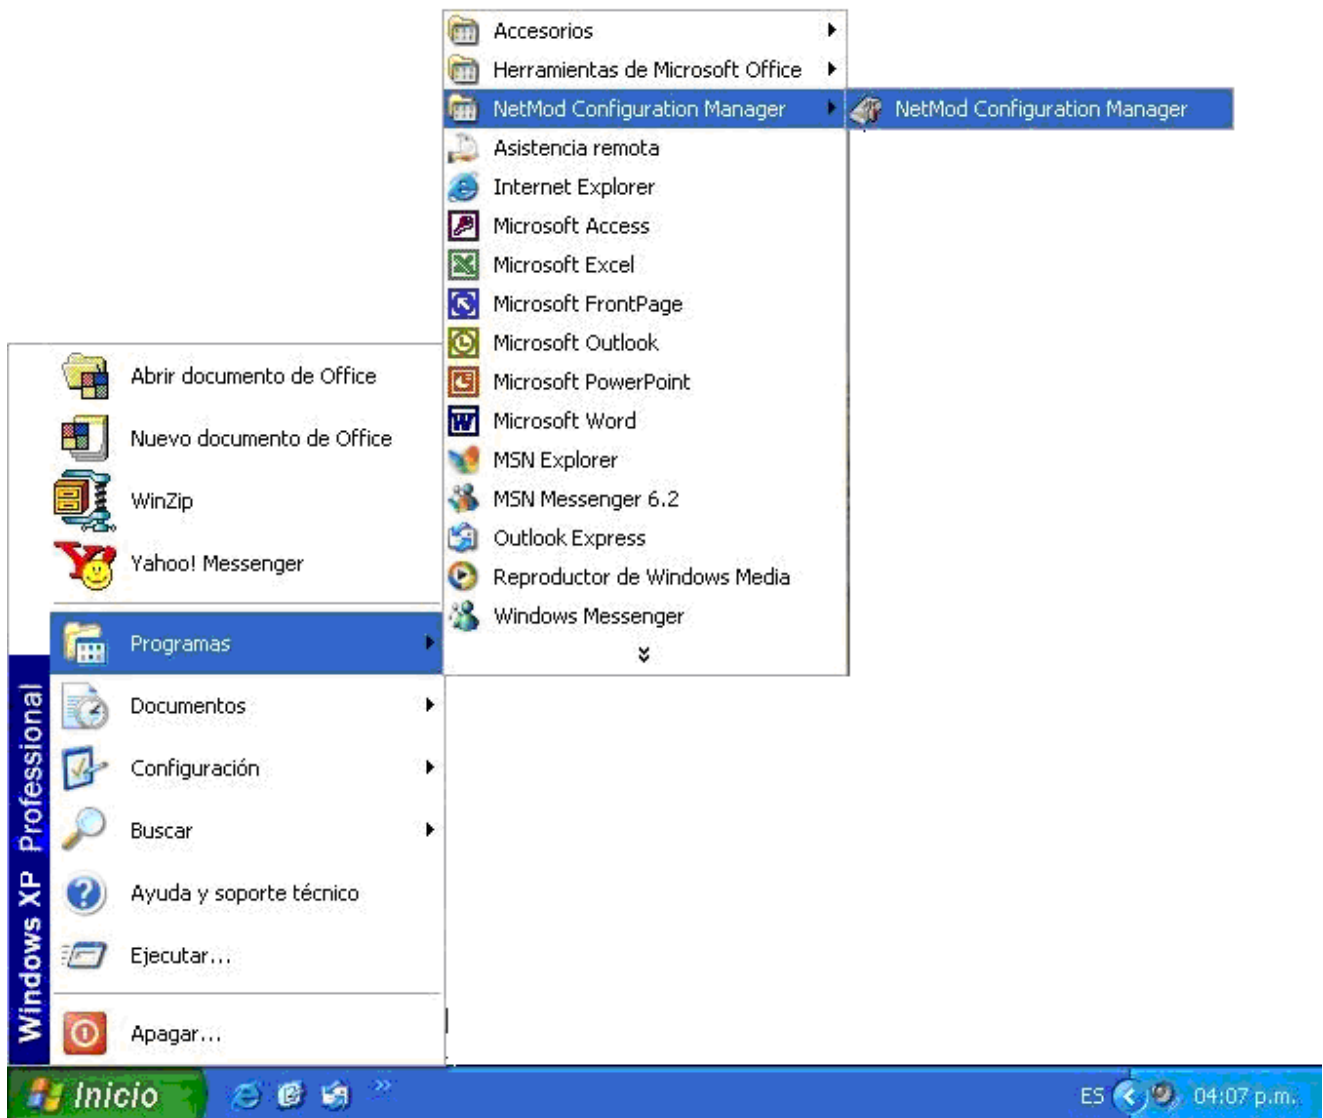 Accesorios
Herramientas de Microsoft Office
NetMod Configuration Manager
NetMod Configuration Manager
Asistencia remota
Internet Explorer
Microsoft Access
Microsoft Excel
Microsoft FrontPage
Microsoft Outlook
Microsoft PowerPoint
Microsoft Word
MSN Explorer
MSN Messenger 6.2
Outlook Express
Reproductor de Windows Media
Windows Messenger
Abrir documento de Office
Nuevo documento de Office
WinZip
Yahoo! Messenger
Programas
Documentos
Configuración
Buscar
Ayuda y soporte técnico
Ejecutar...
Apagar...
Windows XP Professional
Inicio
ES
04:07 p.m.